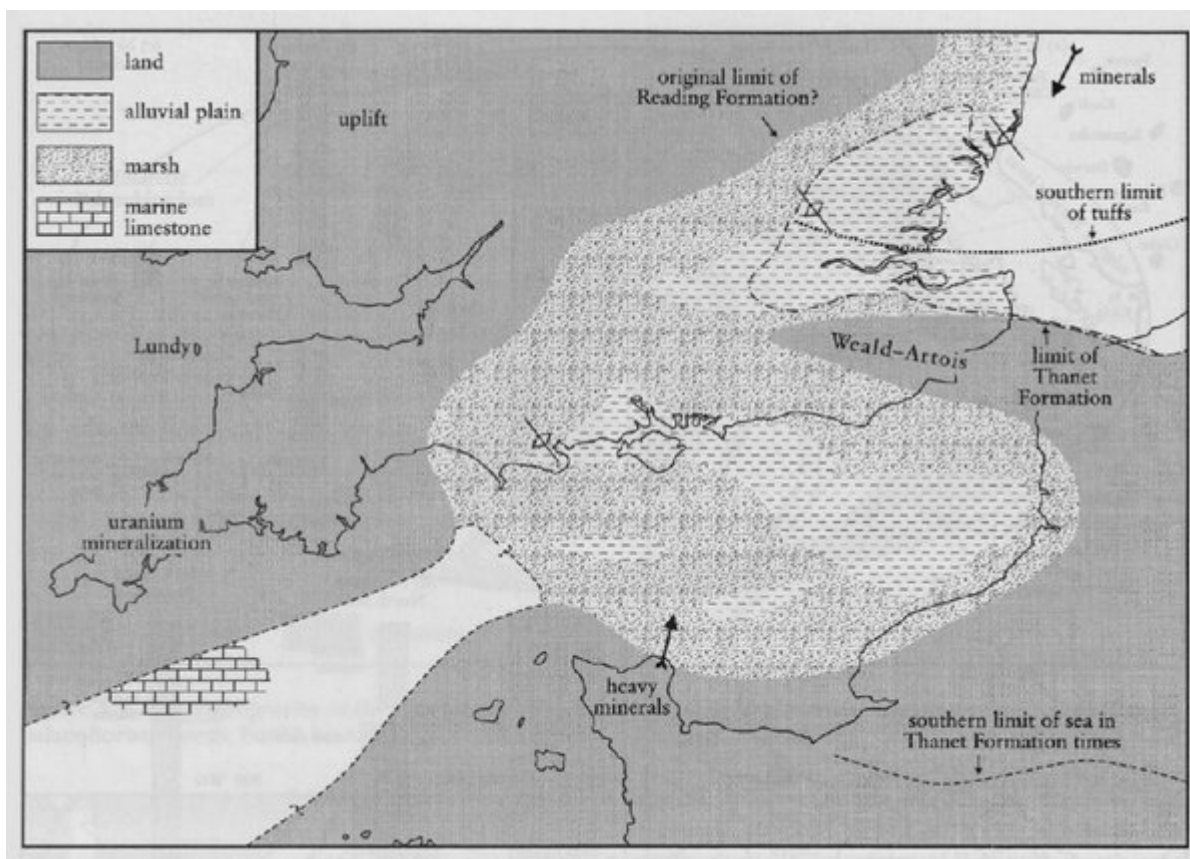 land
alluvial plain
marsh
marine
limestone
uplift
original limit of
Reading Formation?
minerals
southern limit
of tuffs
Lundy
Weald–Artois
limit of
Thanet
Formation
uranium
mineralization
heavy
minerals
southern limit of sea in
Thanet Formation times